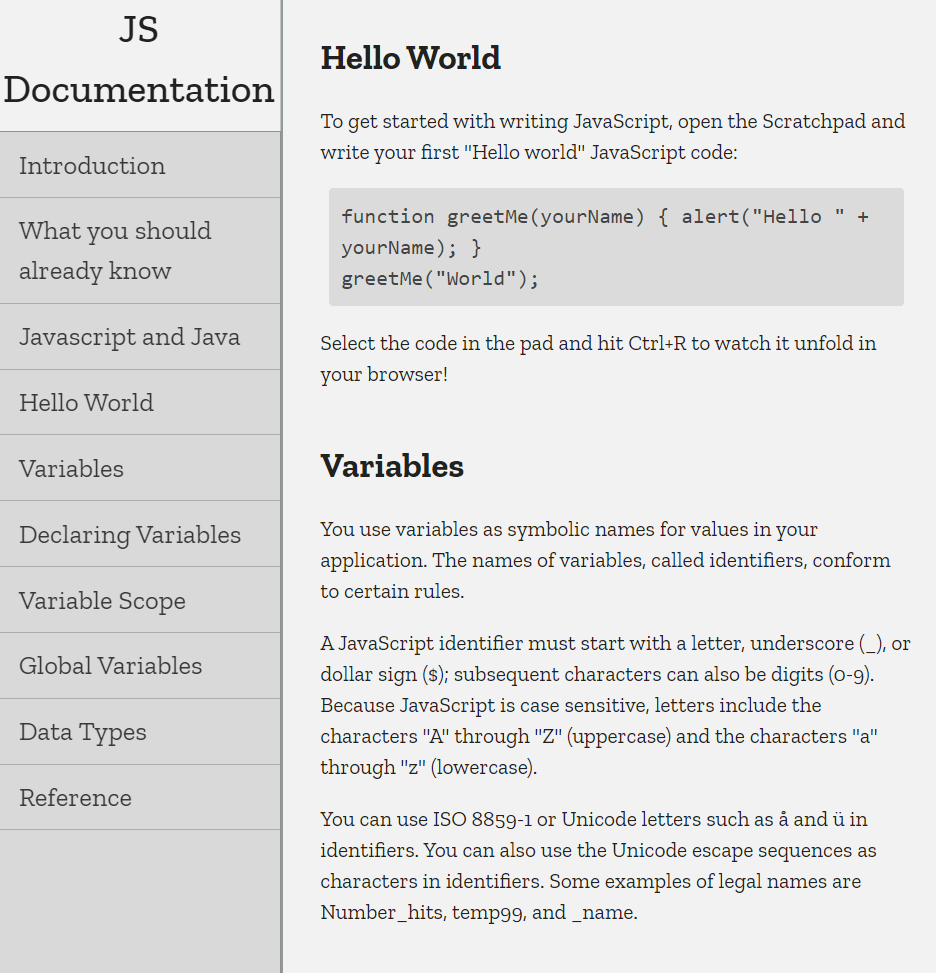 JS
Documentation
Introduction
What you should
already know
Javascript and Java
Hello World
Variables
Declaring Variables
Variable Scope
Global Variables
Data Types
Reference
Hello World
To get started with writing JavaScript, open the Scratchpad and
write your first "Hello world" JavaScript code:
function greetMe(yourName) { alert("Hello " +
yourName); }
greetMe("World");
Select the code in the pad and hit Ctrl+R to watch it unfold in
your browser!
Variables
You use variables as symbolic names for values in your
application. The names of variables, called identifiers, conform
to certain rules.
A JavaScript identifier must start with a letter, underscore (_), or
dollar sign ($); subsequent characters can also be digits (0-9).
Because JavaScript is case sensitive, letters include the
characters "A" through "Z" (uppercase) and the characters "a"
through "z" (lowercase).
You can use ISO 8859-1 or Unicode letters such as å and ü in
identifiers. You can also use the Unicode escape sequences as
characters in identifiers. Some examples of legal names are
Number_hits, temp99, and _name.